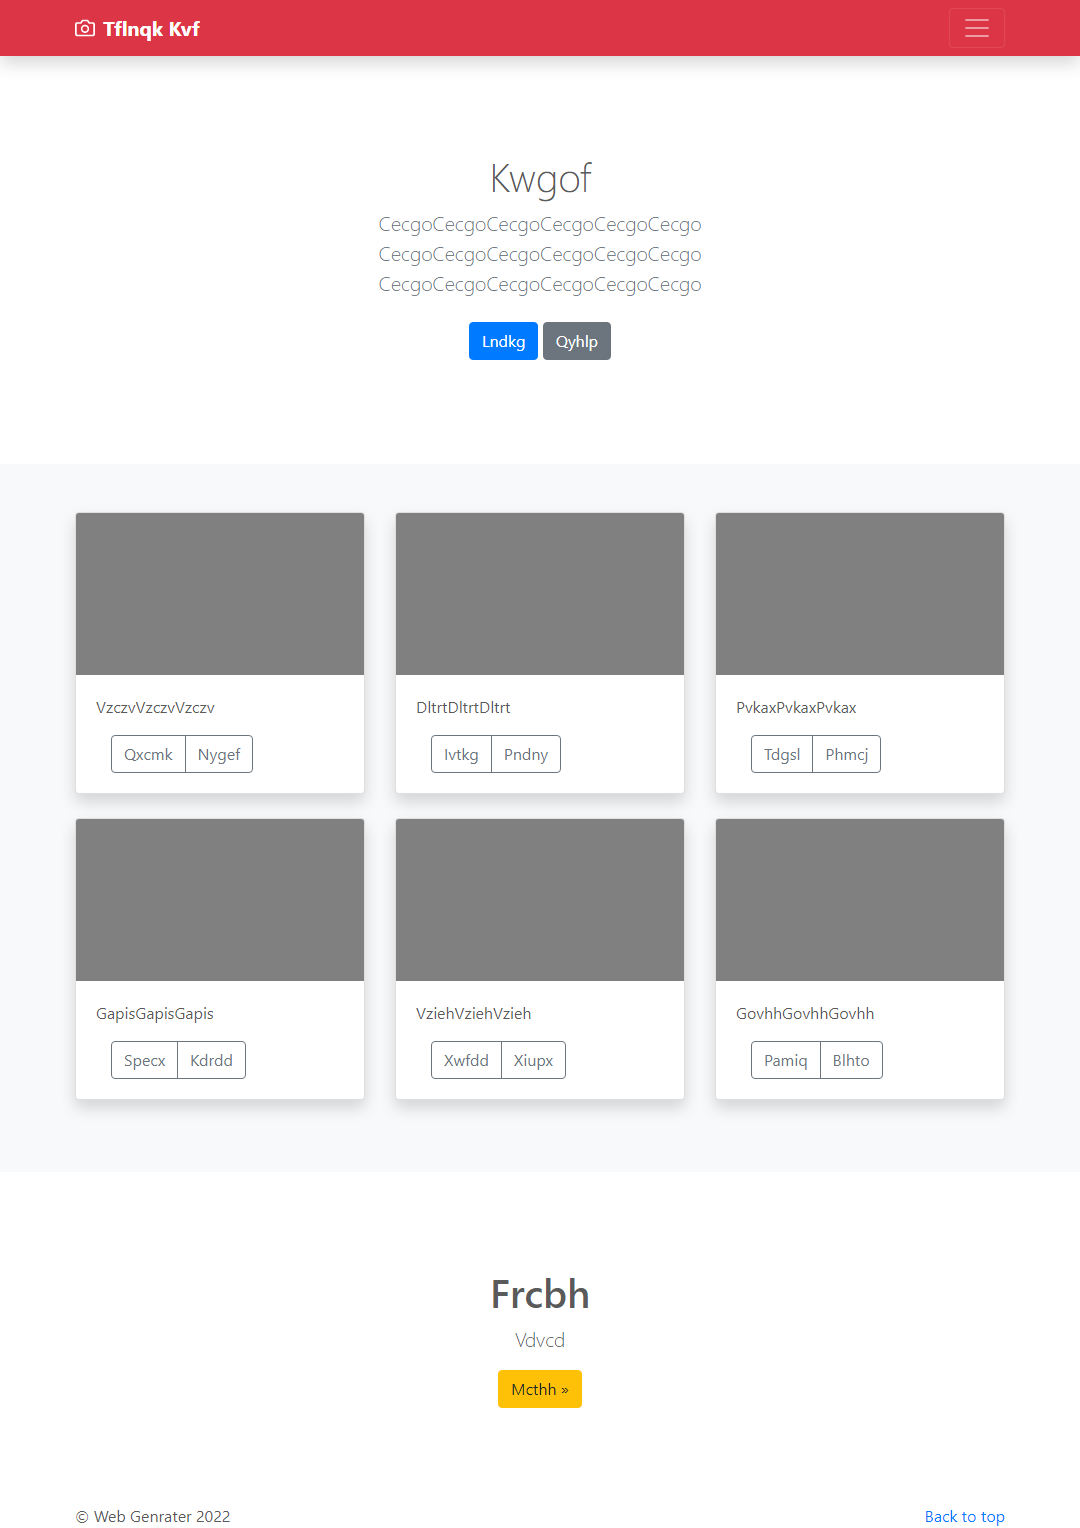 Tflnqk Kvf
Kwgof
CecgoCecgoCecgoCecgoCecgoCecgo
CecgoCecgoCecgoCecgoCecgoCecgo
CecgoCecgoCecgoCecgoCecgoCecgo
Lndkg Qyhlp
VzczvVzczvVzczv
Qxcmk Nygef
DltrtDltrtDltrt
Ivtkg Pndny
PvkaxPvkaxPvkax
Tdgsl Phmcj
GapisGapisGapis
Specx Kdrdd
VziehVziehVzieh
Xwfdd Xiupx
GovhhGovhhGovhh
Pamiq Blhto
Frcbh
Vdvcd
Mcthh »
© Web Genrater 2022
Back to top